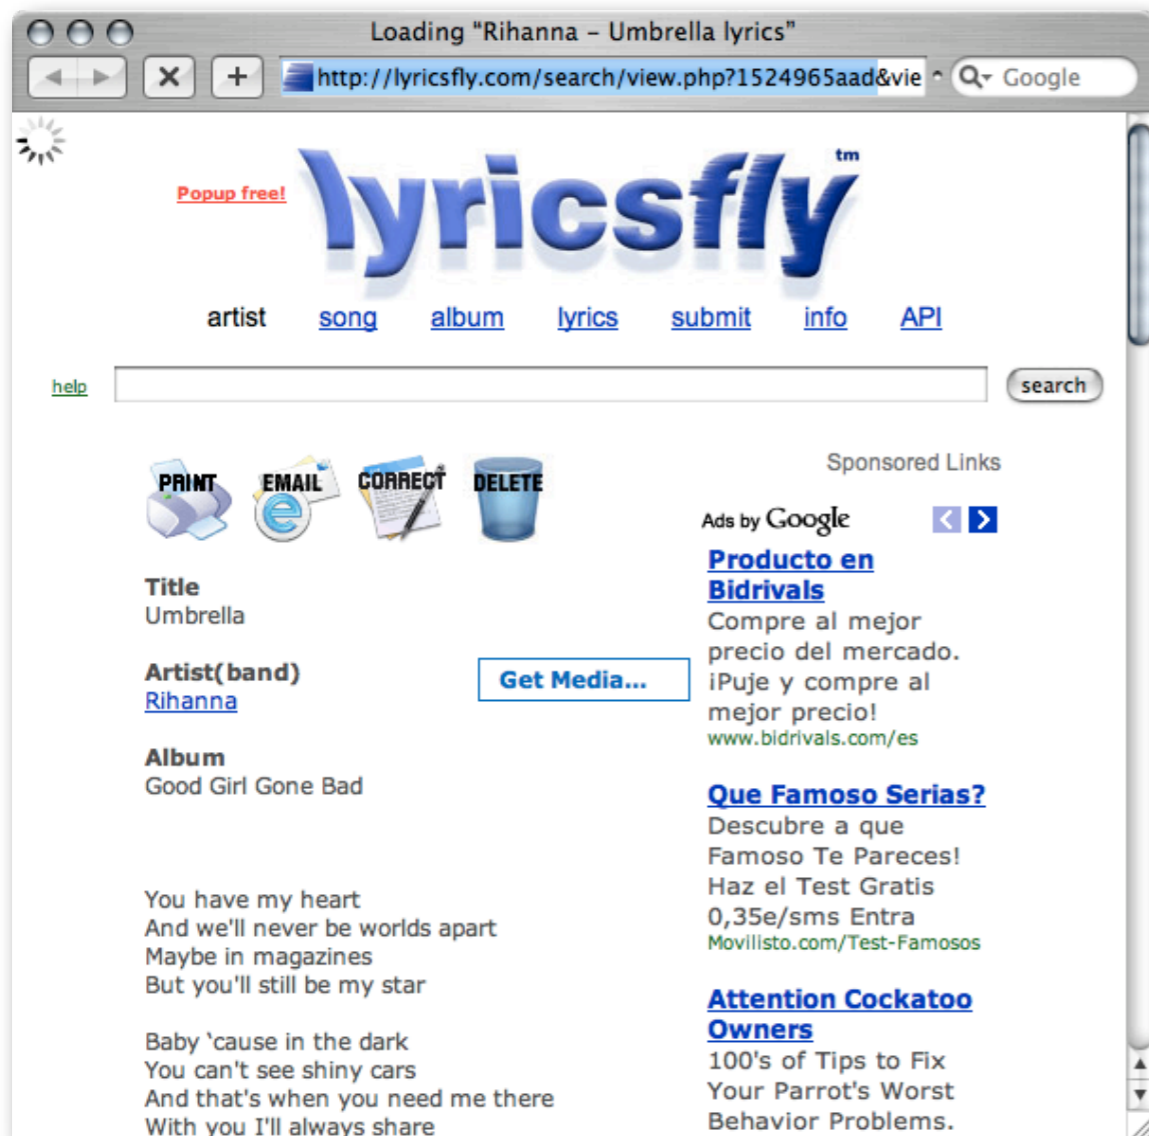 Loading “Rihanna – Umbrella lyrics”
http://lyricsfly.com/search/view.php?1524965aad&vie
Google
Popup free!
lyricsfly™
artist song album lyrics submit info API
help
search
PRINT EMAIL CORRECT DELETE
Title
Umbrella
Artist(band)
Rihanna
Get Media...
Album
Good Girl Gone Bad
You have my heart
And we'll never be worlds apart
Maybe in magazines
But you'll still be my star
Baby ‘cause in the dark
You can't see shiny cars
And that's when you need me there
With you I'll always share
Sponsored Links
Ads by Google
Producto en
Bidrivals
Compre al mejor
precio del mercado.
¡Puje y compre al
mejor precio!
www.bidrivals.com/es
Que Famoso Serias?
Descubre a que
Famoso Te Pareces!
Haz el Test Gratis
0,35e/sms Entra
Movilisto.com/Test-Famosos
Attention Cockatoo
Owners
100's of Tips to Fix
Your Parrot's Worst
Behavior Problems.